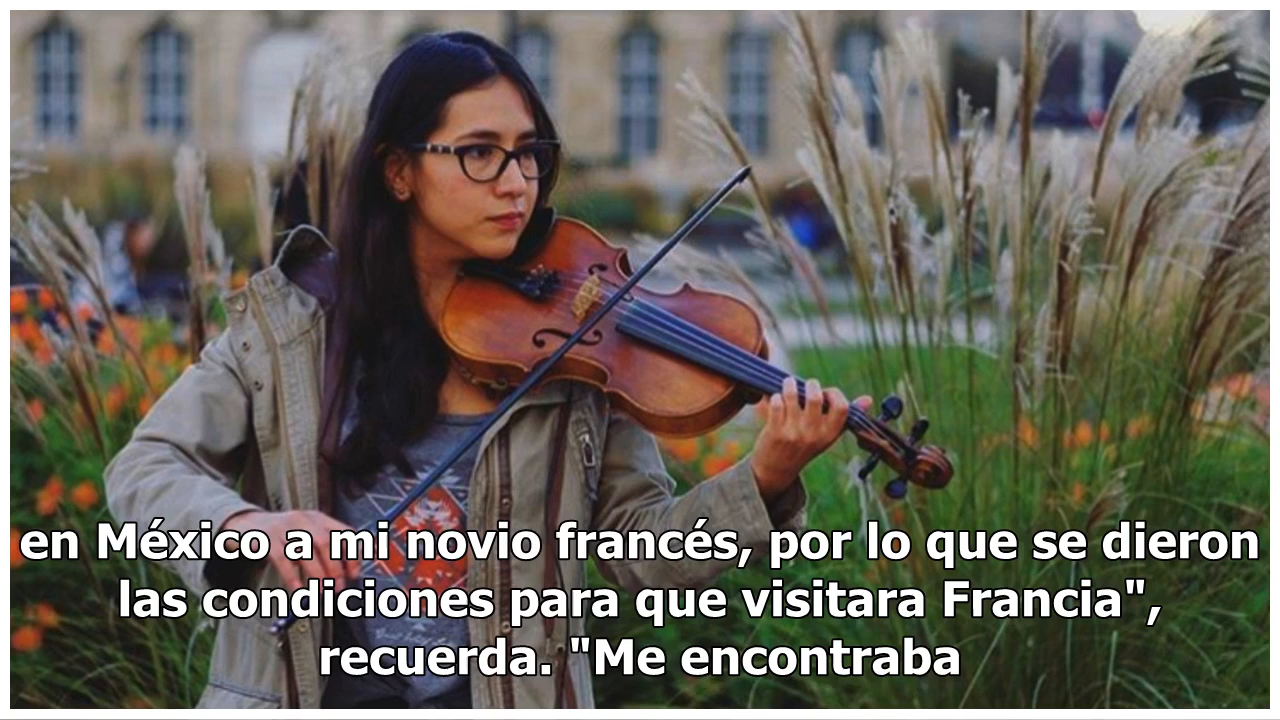 en México a mi novio francés, por lo que se dieron
las condiciones para que visitara Francia",
recuerda. "Me encontraba